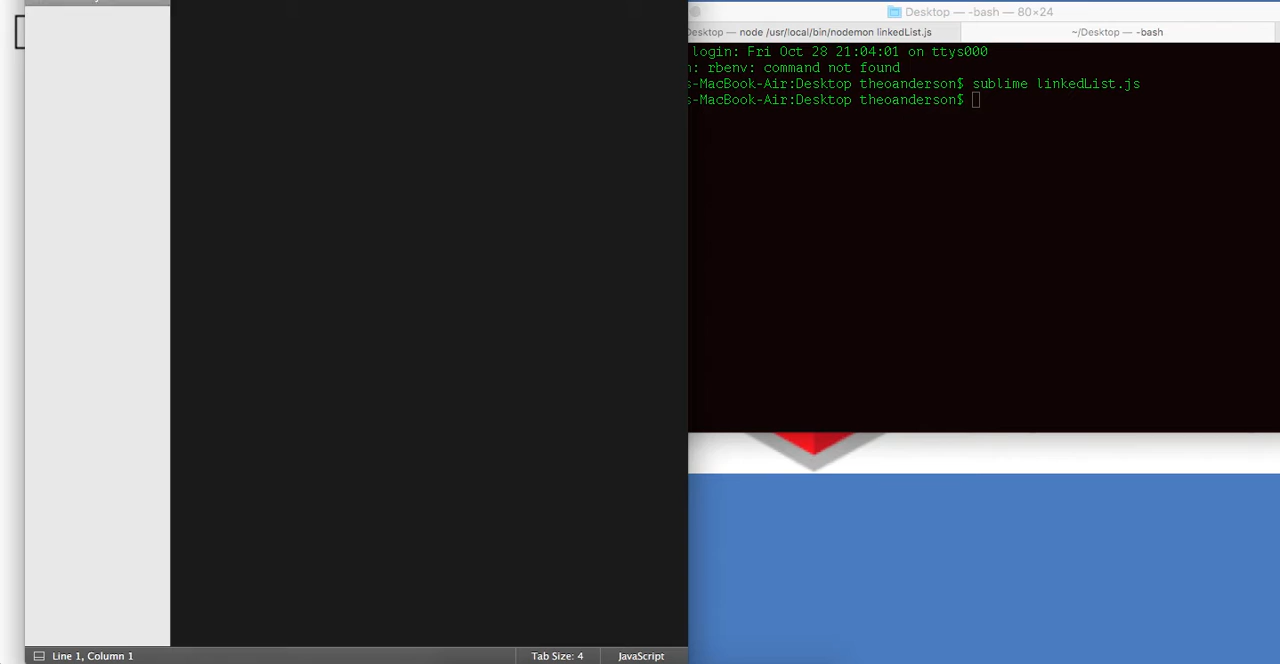 Desktop — -bash — 80×24
Desktop — node /usr/local/bin/nodemon linkedList.js
~/Desktop — -bash
login: Fri Oct 28 21:04:01 on ttys000
: rbenv: command not found
s-MacBook-Air:Desktop theoanderson$ sublime linkedList.js
s-MacBook-Air:Desktop theoanderson$
Line 1, Column 1
Tab Size: 4
JavaScript